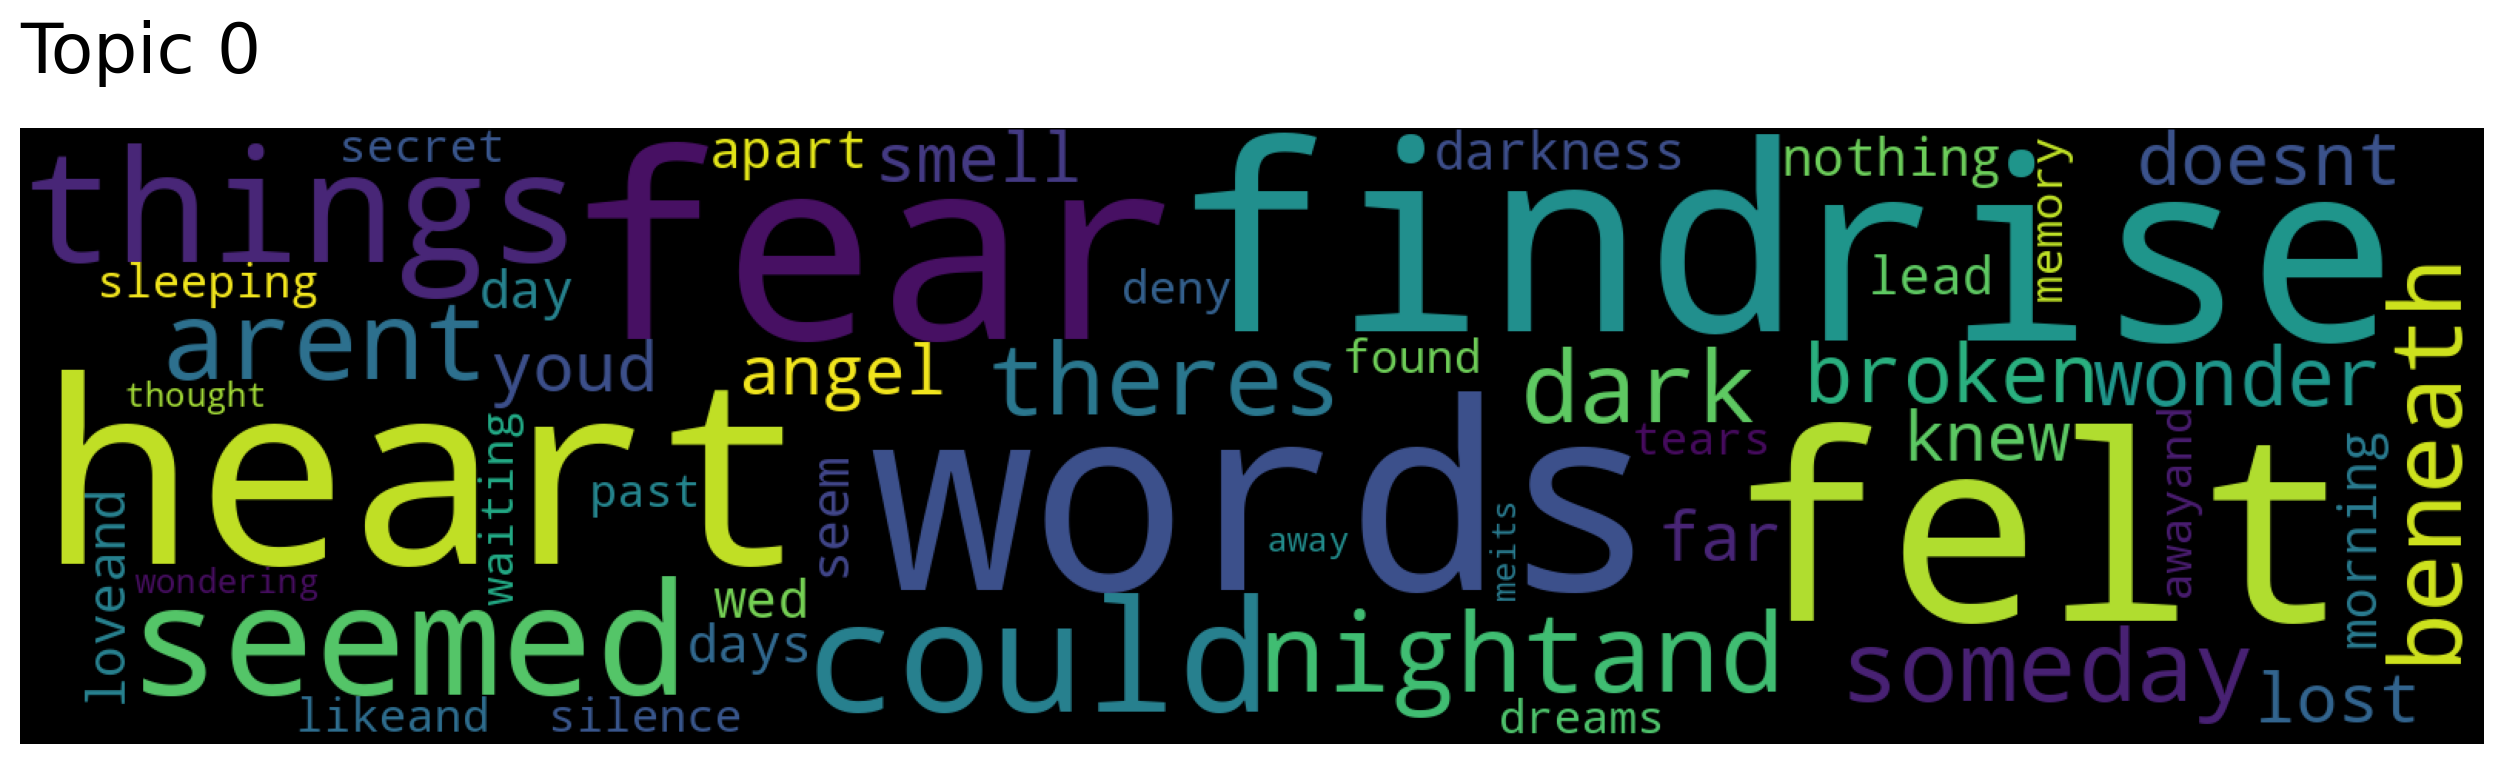 Topic 0
secret
apart
smell
darkness
nothing
memory
doesnt
things
fear
find
rise
sleeping
day
deny
lead
beneath
arent
youd
angel
theres
found
dark
broken
wonder
thought
heart
waiting
past
seem
words
tears
knew
felt
awayand
morning
loveand
away
meits
far
wondering
seemed
wed
days
could
nightand
someday
lost
likeand
silence
dreams